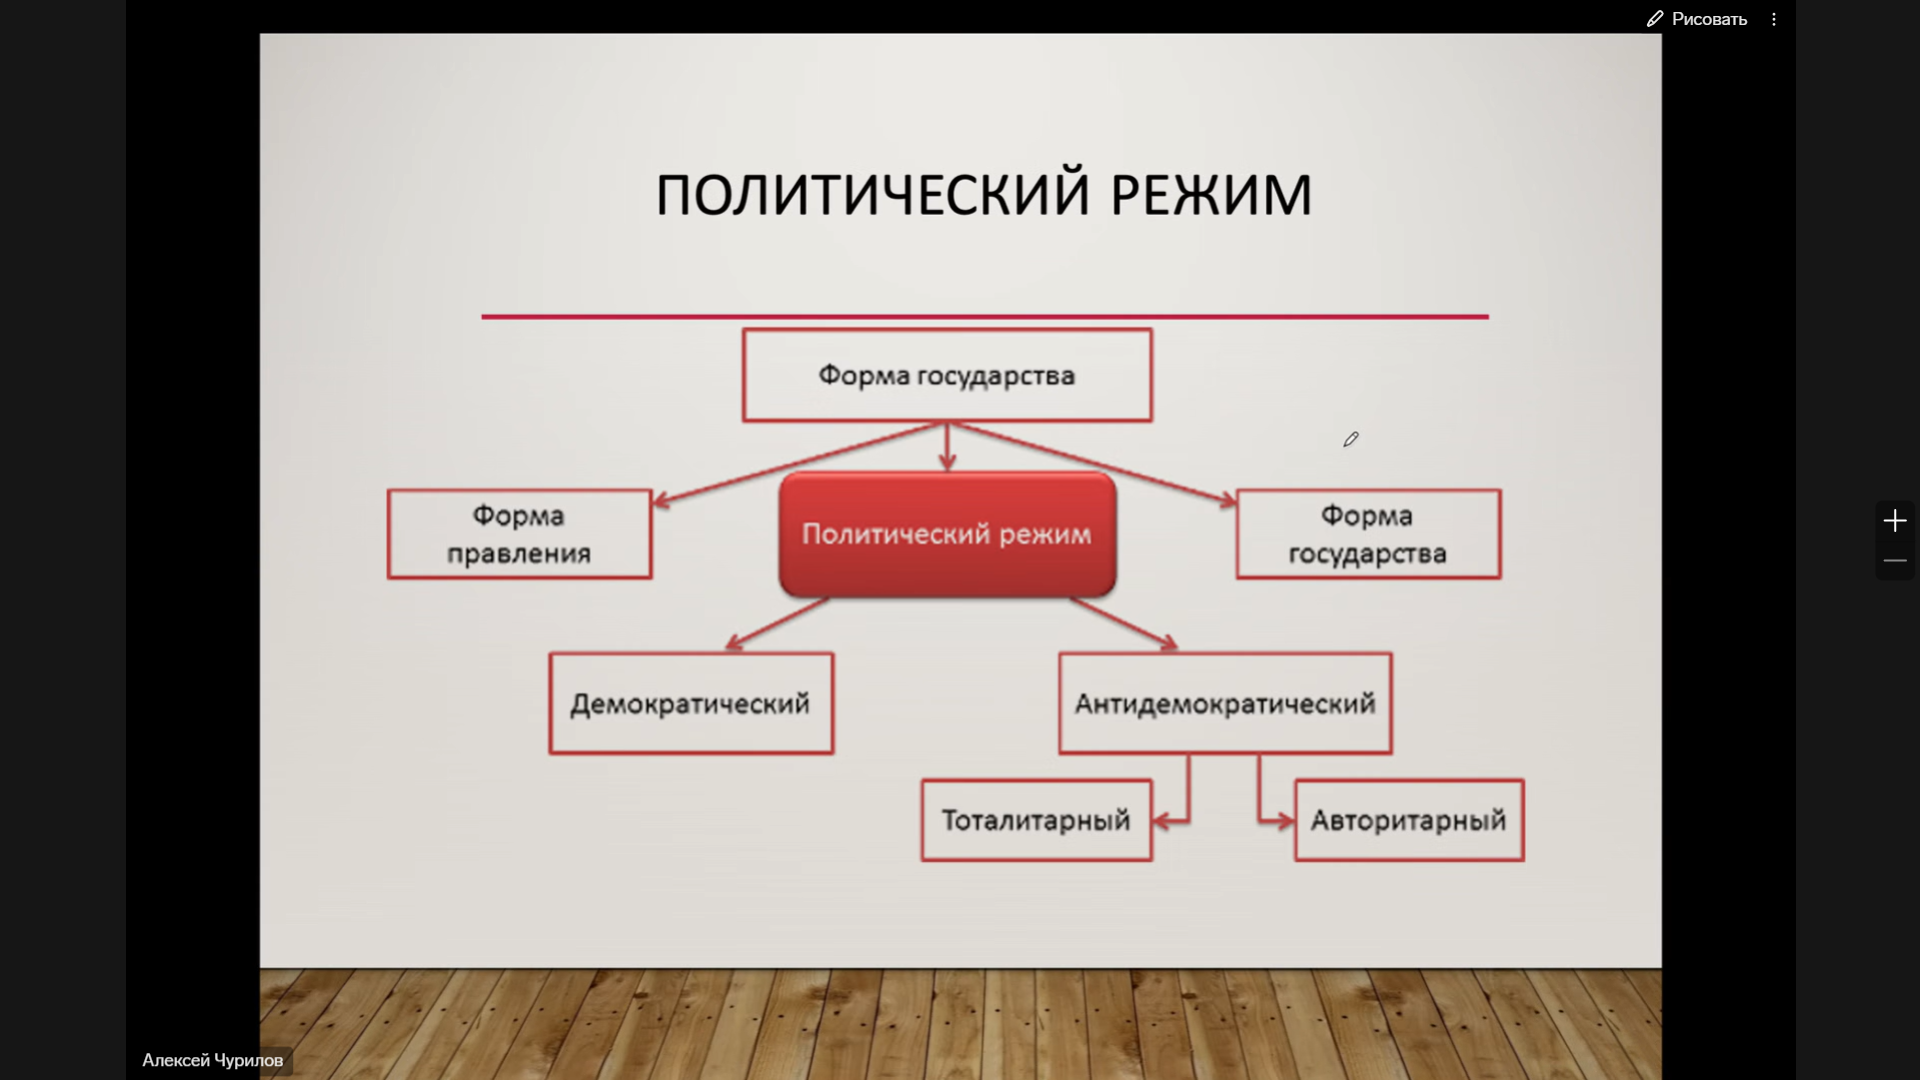 Рисовать
ПОЛИТИЧЕСКИЙ РЕЖИМ
Форма государства
Форма
правления
Политический режим
Форма
государства
Демократический
Антидемократический
Тоталитарный
Авторитарный
Алексей Чурилов